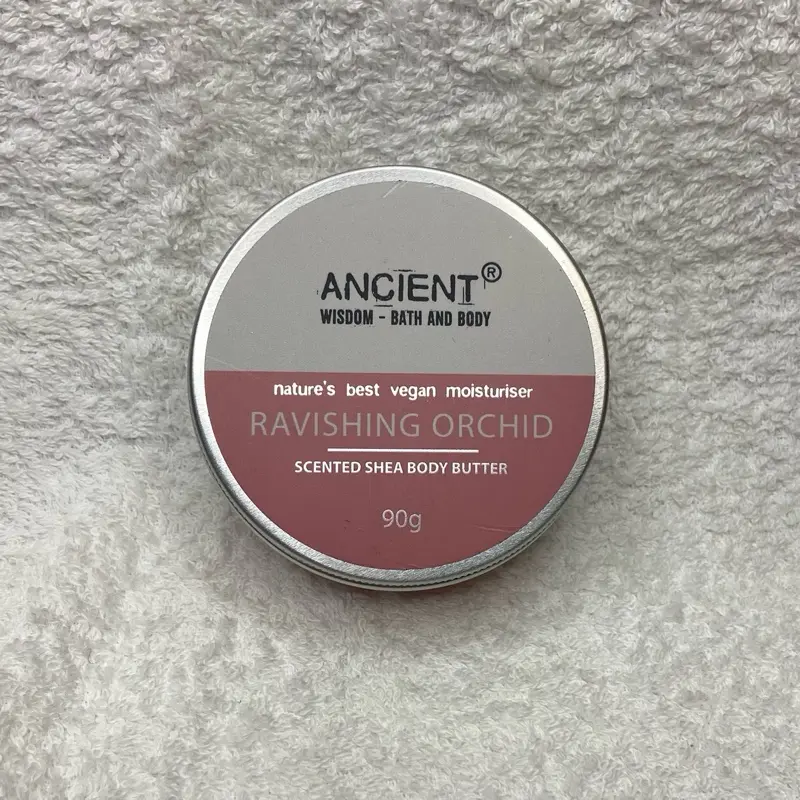 ANCIENT®
WISDOM - BATH AND BODY
nature's best vegan moisturiser
RAVISHING ORCHID
SCENTED SHEA BODY BUTTER
90g